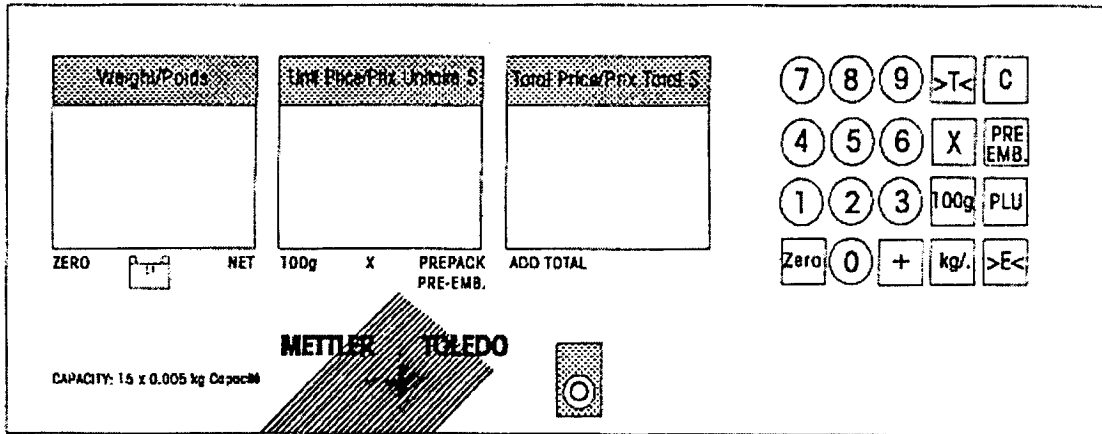 Weight/Poids Unit Price/Prix Unitaire $ Total Price/Prix Total $
7 8 9 >T< C
4 5 6 X PRE EMB.
1 2 3 100g PLU
Zero 0 + kg/. >E<
ZERO NET 100g X PREPACK ADD TOTAL
PRE-EMB.
METTLER TOLEDO
CAPACITY: 15 x 0.005 kg Capacité